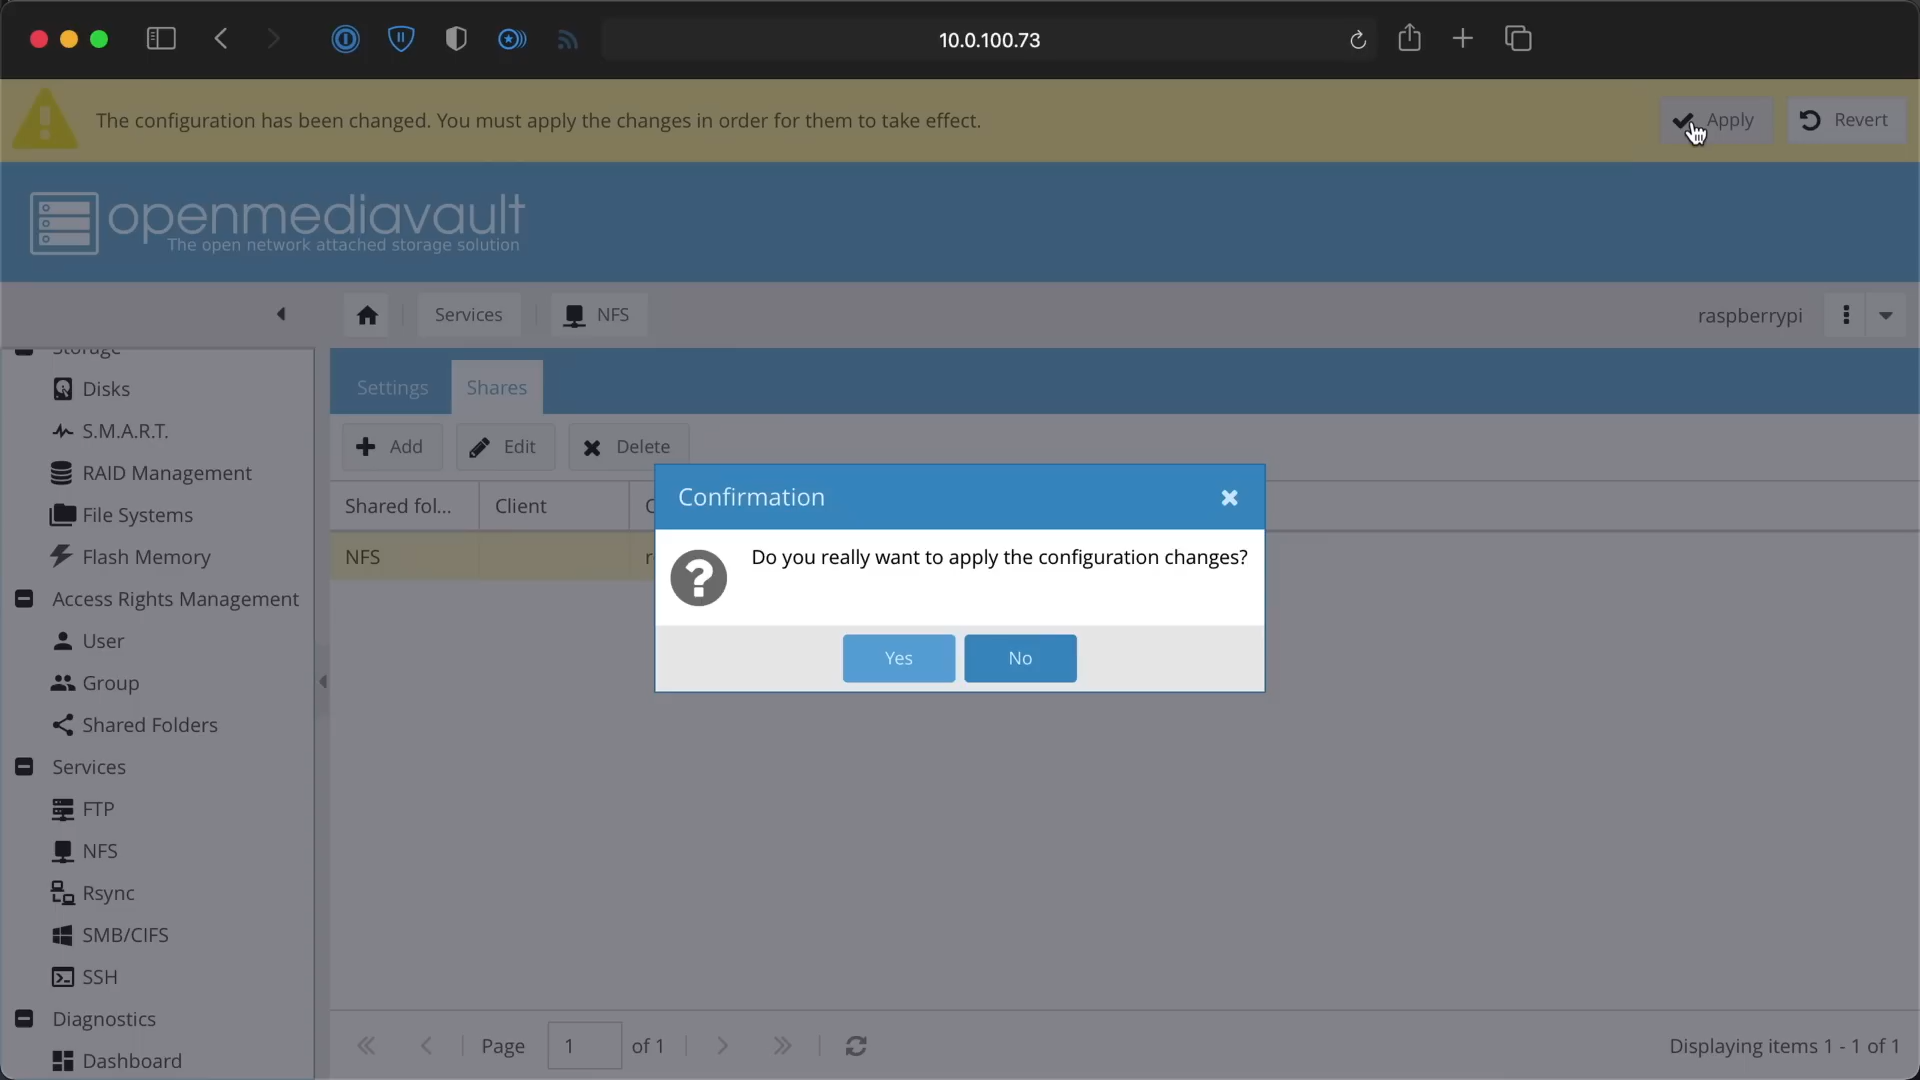 10.0.100.73
The configuration has been changed. You must apply the changes in order for them to take effect.
Apply
Revert
openmediavault
The open network attached storage solution
Services
NFS
raspberrypi
Storage
Disks
S.M.A.R.T.
RAID Management
File Systems
Flash Memory
Access Rights Management
User
Group
Shared Folders
Services
FTP
NFS
Rsync
SMB/CIFS
SSH
Diagnostics
Dashboard
Settings
Shares
Add
Edit
Delete
Shared fol...
Client
NFS
Confirmation
Do you really want to apply the configuration changes?
Yes
No
Page 1 of 1
Displaying items 1 - 1 of 1